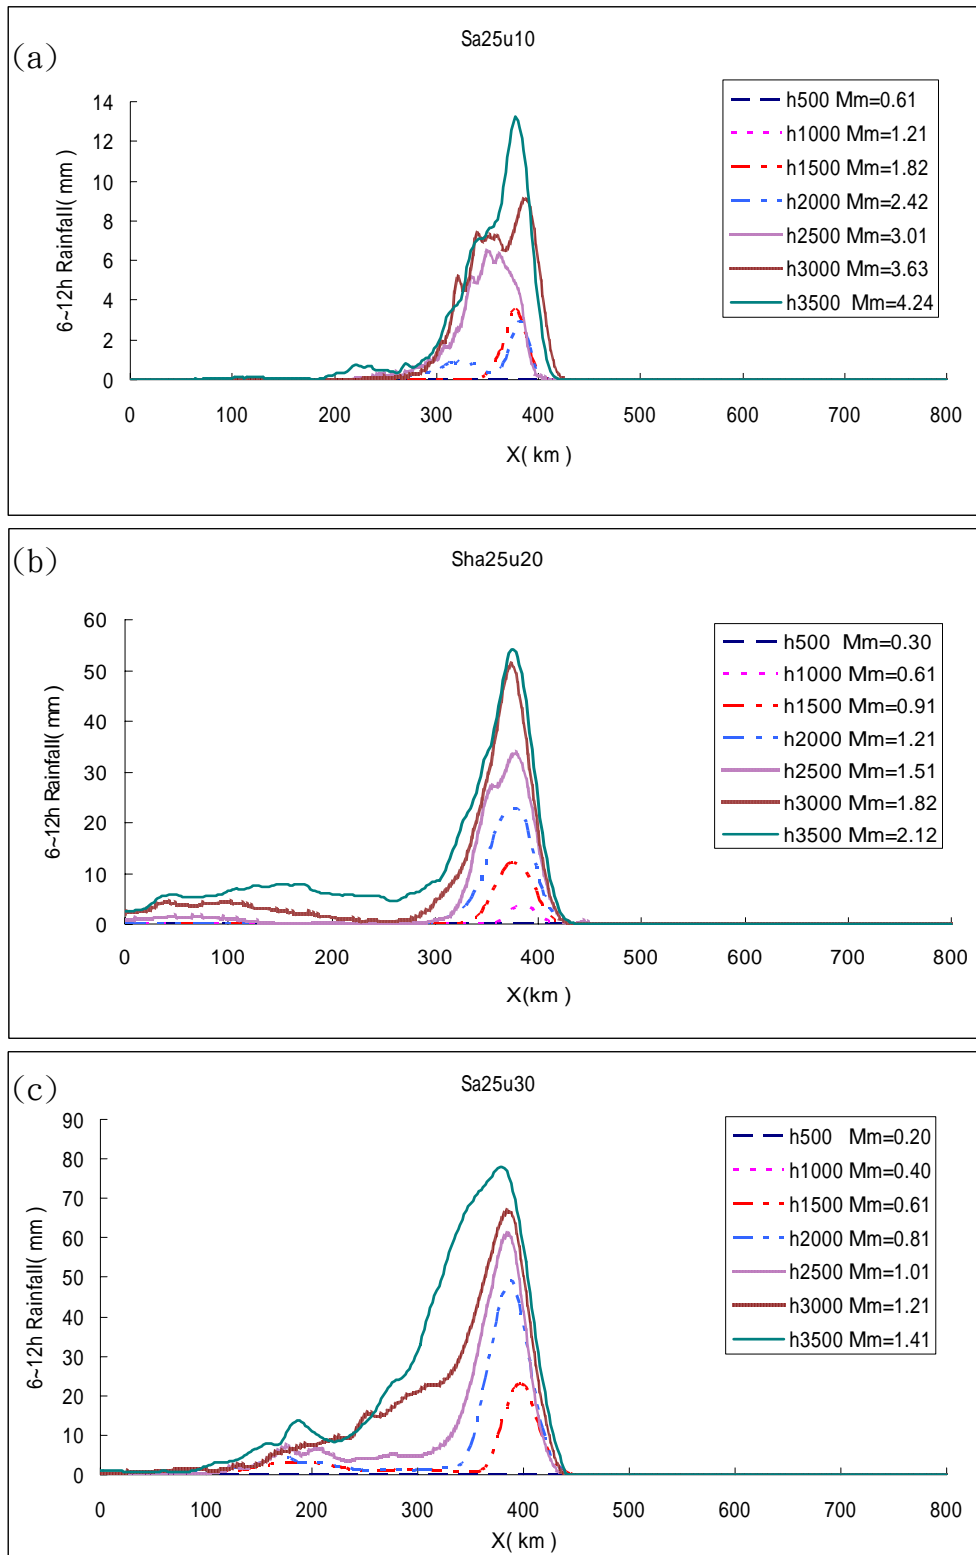 (a)
Sa25u10
14
12
10
8
6
4
2
0
6~12h Rainfall( mm )
0 100 200 300 400 500 600 700 800
X( km )
h500 Mm=0.61
h1000 Mm=1.21
h1500 Mm=1.82
h2000 Mm=2.42
h2500 Mm=3.01
h3000 Mm=3.63
h3500 Mm=4.24
(b)
Sha25u20
60
50
40
30
20
10
0
6~12h Rainfall( mm )
0 100 200 300 400 500 600 700 800
X(km )
h500 Mm=0.30
h1000 Mm=0.61
h1500 Mm=0.91
h2000 Mm=1.21
h2500 Mm=1.51
h3000 Mm=1.82
h3500 Mm=2.12
(c)
Sa25u30
90
80
70
60
50
40
30
20
10
0
6~12h Rainfall( mm )
0 100 200 300 400 500 600 700 800
X( km )
h500 Mm=0.20
h1000 Mm=0.40
h1500 Mm=0.61
h2000 Mm=0.81
h2500 Mm=1.01
h3000 Mm=1.21
h3500 Mm=1.41